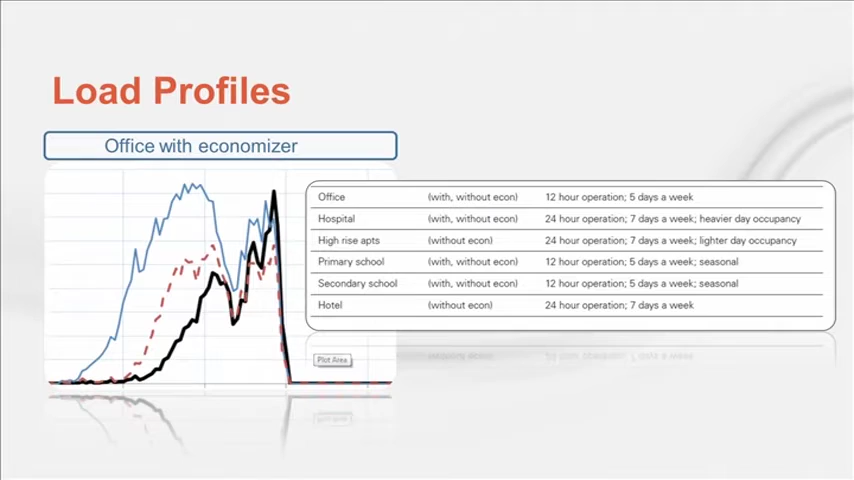 Load Profiles
Office with economizer
Office (with, without econ) 12 hour operation; 5 days a week
Hospital (with, without econ) 24 hour operation; 7 days a week; heavier day occupancy
High rise apts (without econ) 24 hour operation; 7 days a week; lighter day occupancy
Primary school (with, without econ) 12 hour operation; 5 days a week; seasonal
Secondary school (with, without econ) 12 hour operation; 5 days a week; seasonal
Hotel (without econ) 24 hour operation; 7 days a week
Plot Area